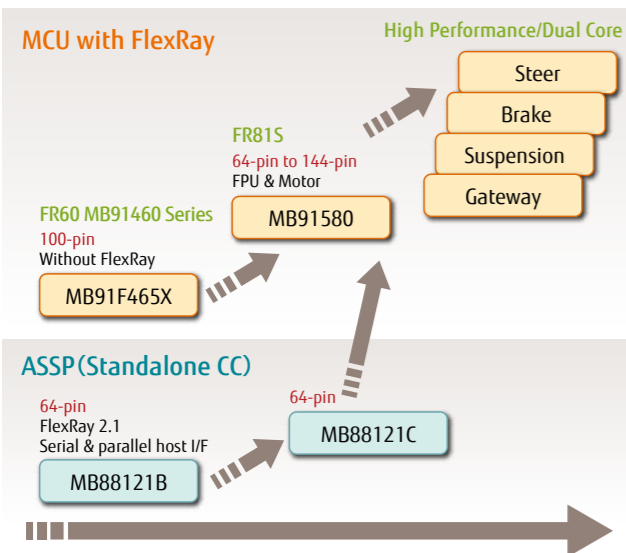 MCU with FlexRay
High Performance/Dual Core
Steer
Brake
Suspension
Gateway
FR81S
64-pin to 144-pin
FPU & Motor
MB91580
FR60 MB91460 Series
100-pin
Without FlexRay
MB91F465X
ASSP(Standalone CC)
64-pin
FlexRay 2.1
Serial & parallel host I/F
MB88121B
64-pin
MB88121C